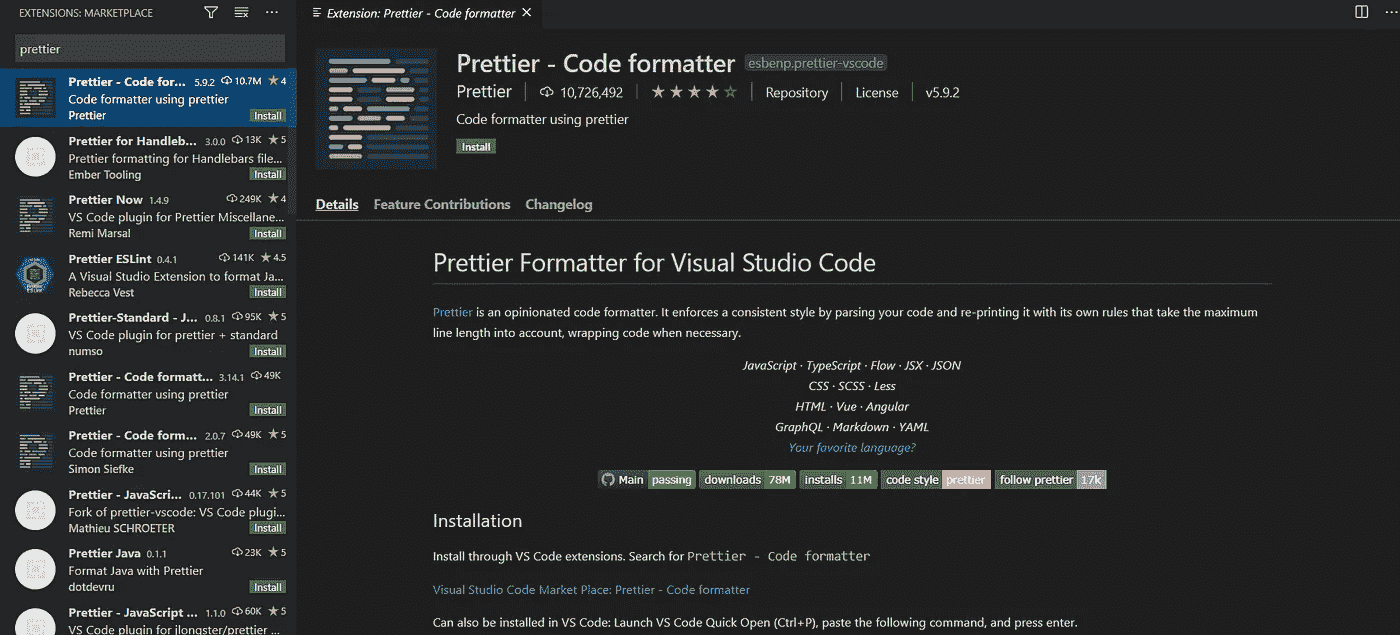 EXTENSIONS: MARKETPLACE
prettier
Prettier - Code for... 5.9.2 10.7M 4
Code formatter using prettier
Prettier Install
Prettier for Handleb... 3.0.0 13K 5
Prettier formatting for Handlebars file...
Ember Tooling Install
Prettier Now 1.4.9 249K 4
VS Code plugin for Prettier Miscellane...
Remi Marsal Install
Prettier ESLint 0.4.1 141K 4.5
A Visual Studio Extension to format Ja...
Rebecca Vest Install
Prettier-Standard - J... 0.8.1 95K 5
VS Code plugin for prettier + standard
numso Install
Prettier - Code formatt... 3.14.1 49K
Code formatter using prettier
Prettier Install
Prettier - Code form... 2.0.7 49K 5
Code formatter using prettier
Simon Siefke Install
Prettier - JavaScri... 0.17.101 44K 5
Fork of prettier-vscode: VS Code plugi...
Mathieu SCHROETER Install
Prettier Java 0.1.1 23K 5
Format Java with Prettier
dotdevru Install
Prettier - JavaScript ... 1.1.0 60K 5
VS Code plugin for jlongster/prettier ...
Extension: Prettier - Code formatter
Prettier - Code formatter esbenp.prettier-vscode
Prettier 10,726,492 Repository License v5.9.2
Code formatter using prettier
Install
Details Feature Contributions Changelog
Prettier Formatter for Visual Studio Code
Prettier is an opinionated code formatter. It enforces a consistent style by parsing your code and re-printing it with its own rules that take the maximum
line length into account, wrapping code when necessary.
JavaScript · TypeScript · Flow · JSX · JSON
CSS · SCSS · Less
HTML · Vue · Angular
GraphQL · Markdown · YAML
Your favorite language?
Main passing downloads 78M installs 11M code style prettier follow prettier 17k
Installation
Install through VS Code extensions. Search for Prettier - Code formatter
Visual Studio Code Market Place: Prettier - Code formatter
Can also be installed in VS Code: Launch VS Code Quick Open (Ctrl+P), paste the following command, and press enter.